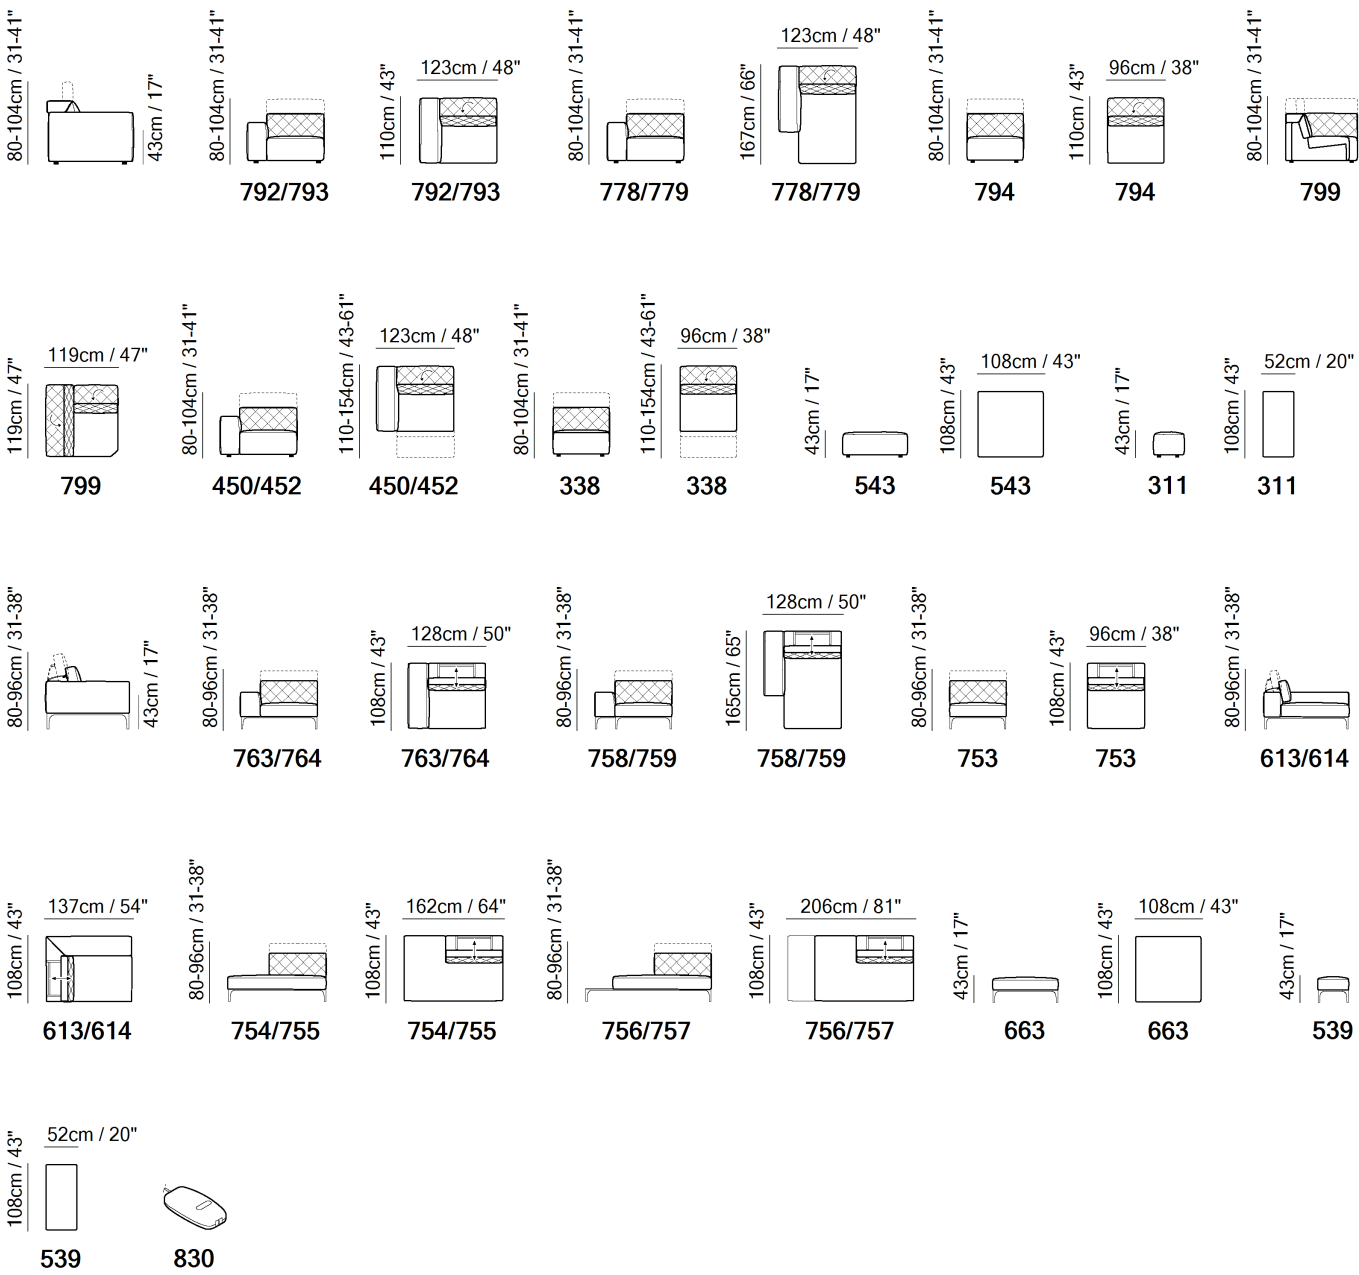 80-104cm / 31-41"
43cm / 17"
80-104cm / 31-41"
792/793
110cm / 43"
123cm / 48"
792/793
80-104cm / 31-41"
778/779
167cm / 66"
123cm / 48"
778/779
80-104cm / 31-41"
794
110cm / 43"
96cm / 38"
794
80-104cm / 31-41"
799
119cm / 47"
119cm / 47"
799
80-104cm / 31-41"
450/452
110-154cm / 43-61"
123cm / 48"
450/452
80-104cm / 31-41"
338
110-154cm / 43-61"
96cm / 38"
338
43cm / 17"
543
108cm / 43"
108cm / 43"
543
43cm / 17"
311
108cm / 43"
52cm / 20"
311
80-96cm / 31-38"
43cm / 17"
80-96cm / 31-38"
763/764
108cm / 43"
128cm / 50"
763/764
80-96cm / 31-38"
758/759
165cm / 65"
128cm / 50"
758/759
80-96cm / 31-38"
753
108cm / 43"
96cm / 38"
753
80-96cm / 31-38"
613/614
108cm / 43"
137cm / 54"
613/614
80-96cm / 31-38"
754/755
108cm / 43"
162cm / 64"
754/755
80-96cm / 31-38"
756/757
108cm / 43"
206cm / 81"
756/757
43cm / 17"
663
108cm / 43"
108cm / 43"
663
43cm / 17"
539
108cm / 43"
52cm / 20"
539
830